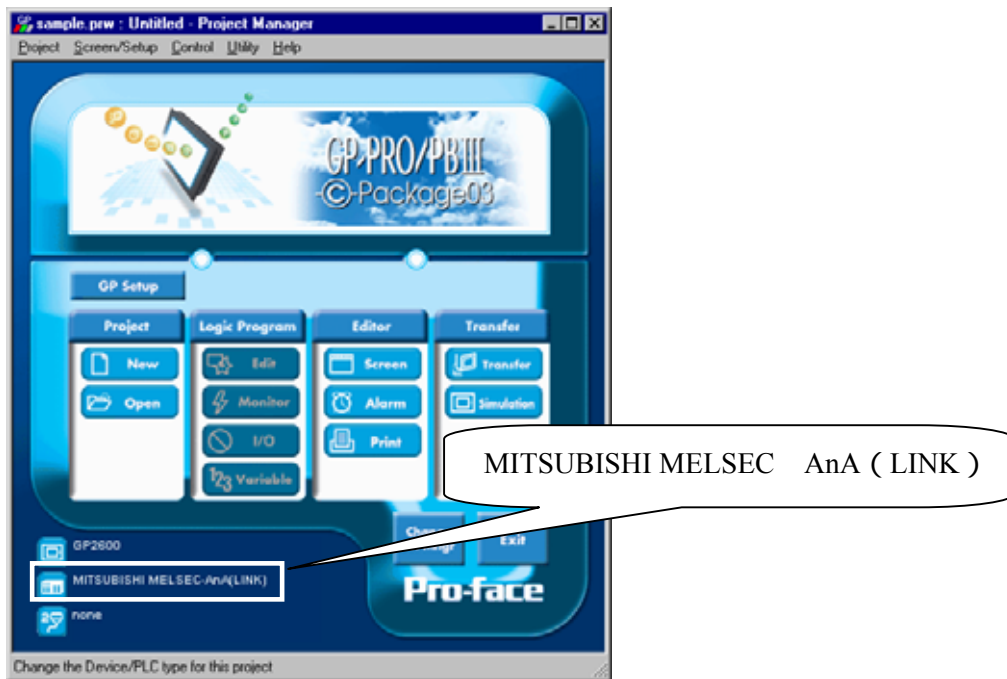 sample.prw : Untitled - Project Manager
Project Screen/Setup Control Utility Help
GP-PRO/PBIII
-©-Package03
GP Setup
Project Logic Program Editor Transfer
New Edit Screen Transfer
Open Monitor Alarm Simulation
I/O Print
Variable
MITSUBISHI MELSEC AnA ( LINK )
Exit
GP2600
MITSUBISHI MELSEC-AnA(LINK)
Pro-face
none
Change the Device/PLC type for this project